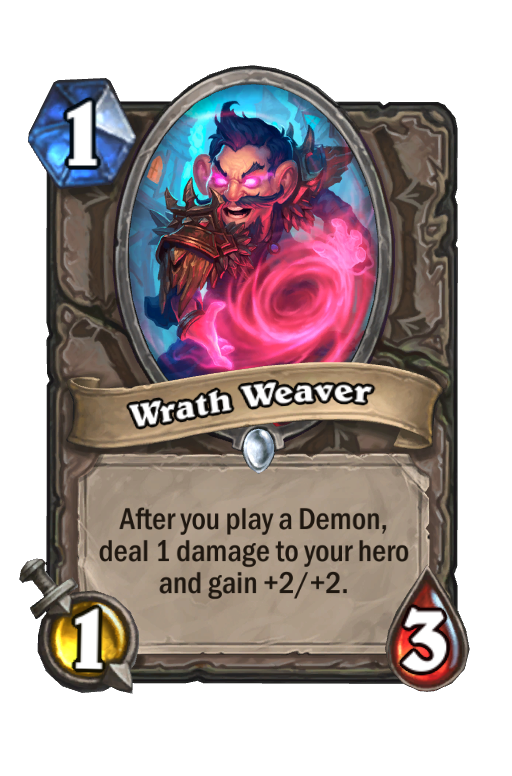 1
Wrath Weaver
After you play a Demon,
deal 1 damage to your hero
and gain +2/+2.
1
3